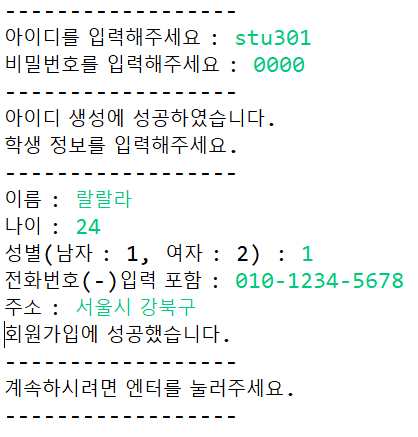 ------------------
아이디를 입력해주세요 : stu301
비밀번호를 입력해주세요 : 0000
------------------
아이디 생성에 성공하였습니다.
학생 정보를 입력해주세요.
------------------
이름 : 랄랄라
나이 : 24
성별(남자 : 1, 여자 : 2) : 1
전화번호(-)입력 포함 : 010-1234-5678
주소 : 서울시 강북구
회원가입에 성공했습니다.
------------------
계속하시려면 엔터를 눌러주세요.
------------------